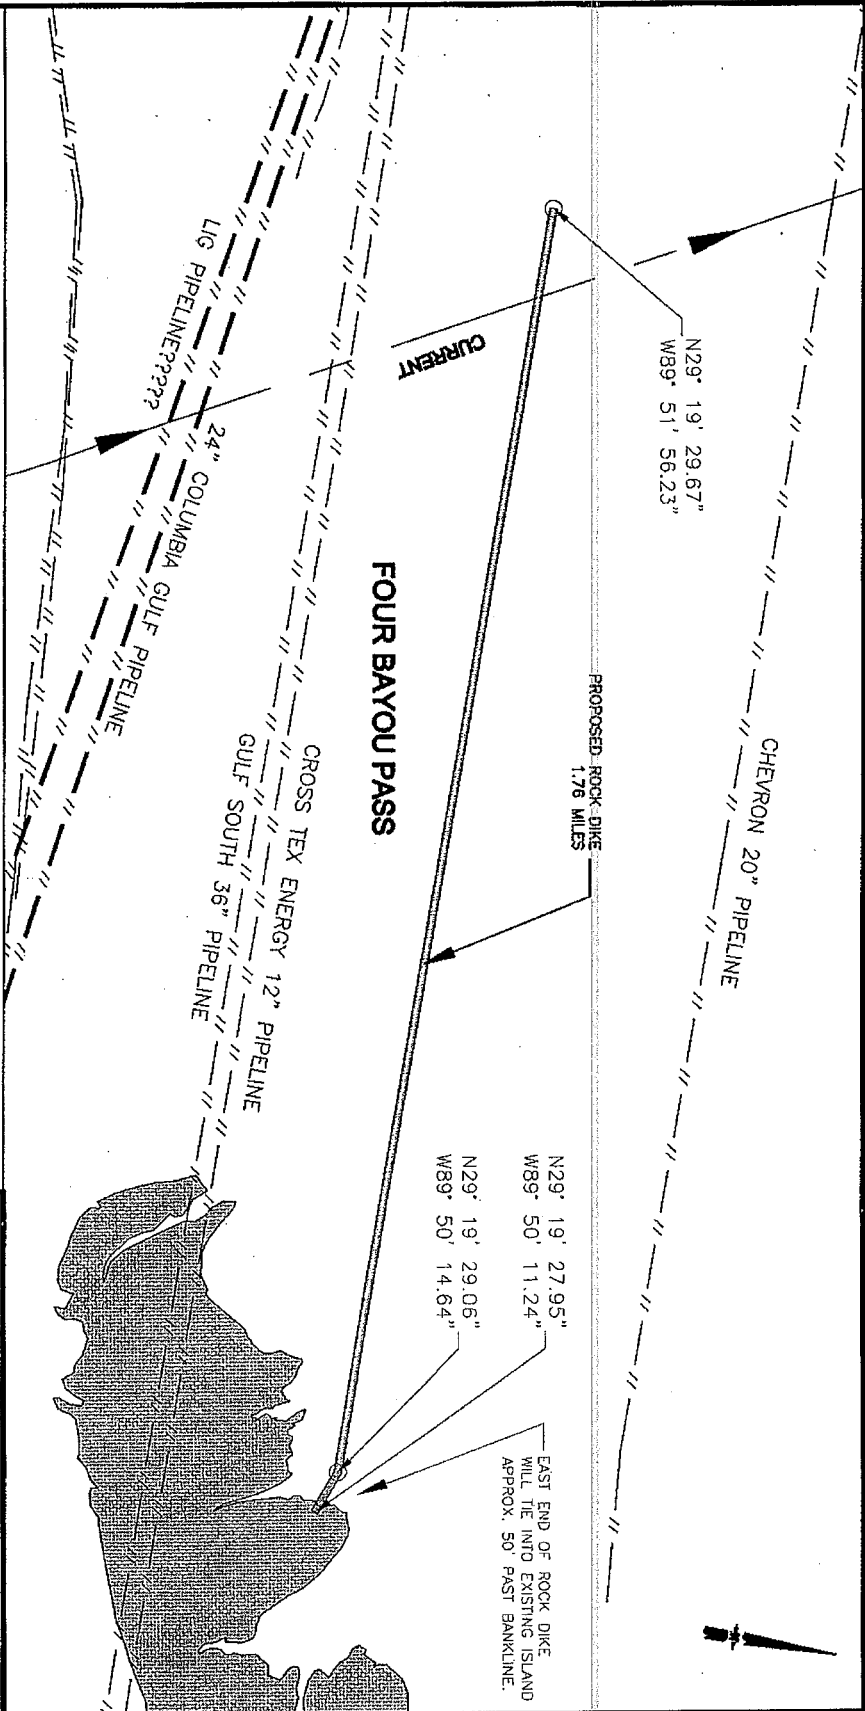 N29° 19' 29.67"
W89° 51' 56.23"
CHEVRON 20" PIPELINE
PROPOSED ROCK DIKE
1.76 MILES
CURRENT
FOUR BAYOU PASS
LIG PIPELINE?????
24" COLUMBIA GULF PIPELINE
CROSS TEX ENERGY 12" PIPELINE
GULF SOUTH 36" PIPELINE
N29° 19' 27.95"
W89° 50' 11.24"
N29° 19' 29.06"
W89° 50' 14.64"
EAST END OF ROCK DIKE
WILL TIE INTO EXISTING ISLAND
APPROX. 50' PAST BANKLINE.